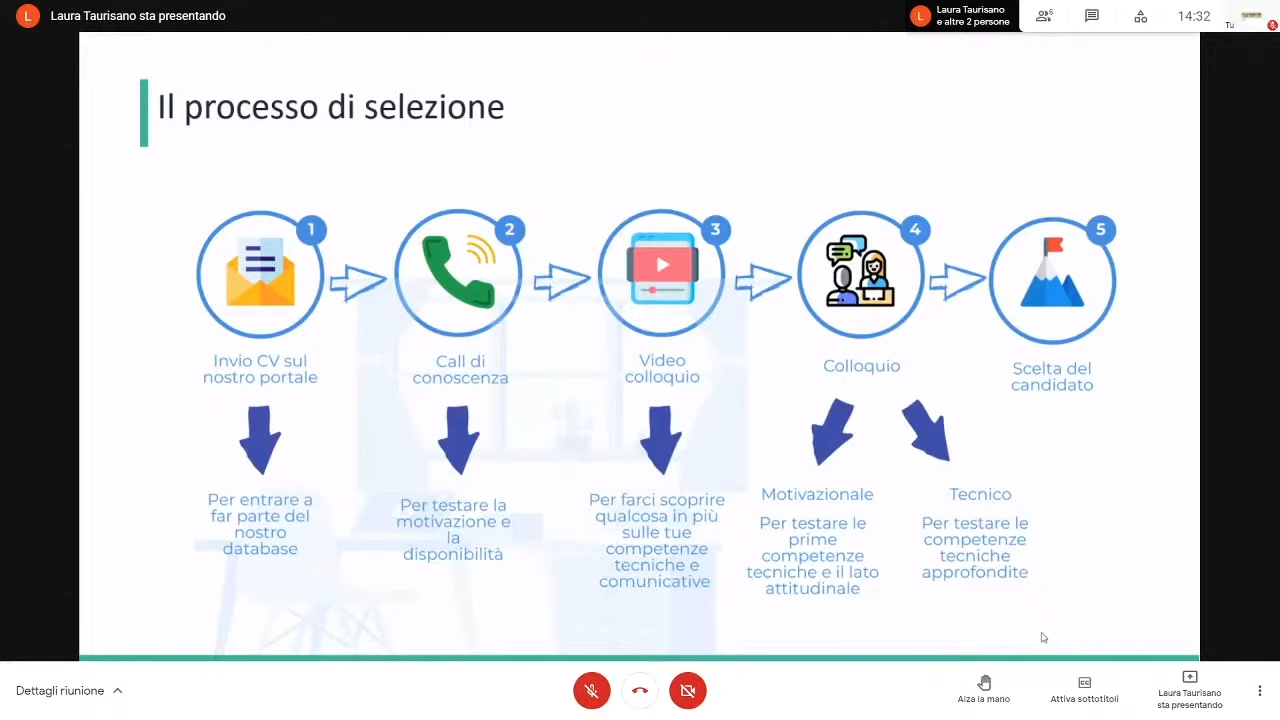 L Laura Taurisano sta presentando
L Laura Taurisano
e altre 2 persone
6
14:32
Tu
Il processo di selezione
1
2
3
4
5
Invio CV sul
nostro portale
Call di
conoscenza
Video
colloquio
Colloquio
Scelta del
candidato
Per entrare a
far parte del
nostro
database
Per testare la
motivazione e
la
disponibilità
Per farci scoprire
qualcosa in più
sulle tue
competenze
tecniche e
comunicative
Motivazionale
Per testare le
prime
competenze
tecniche e il lato
attitudinale
Tecnico
Per testare le
competenze
tecniche
approfondite
Dettagli riunione
Alza la mano
CC
Attiva sottotitoli
Laura Taurisano
sta presentando